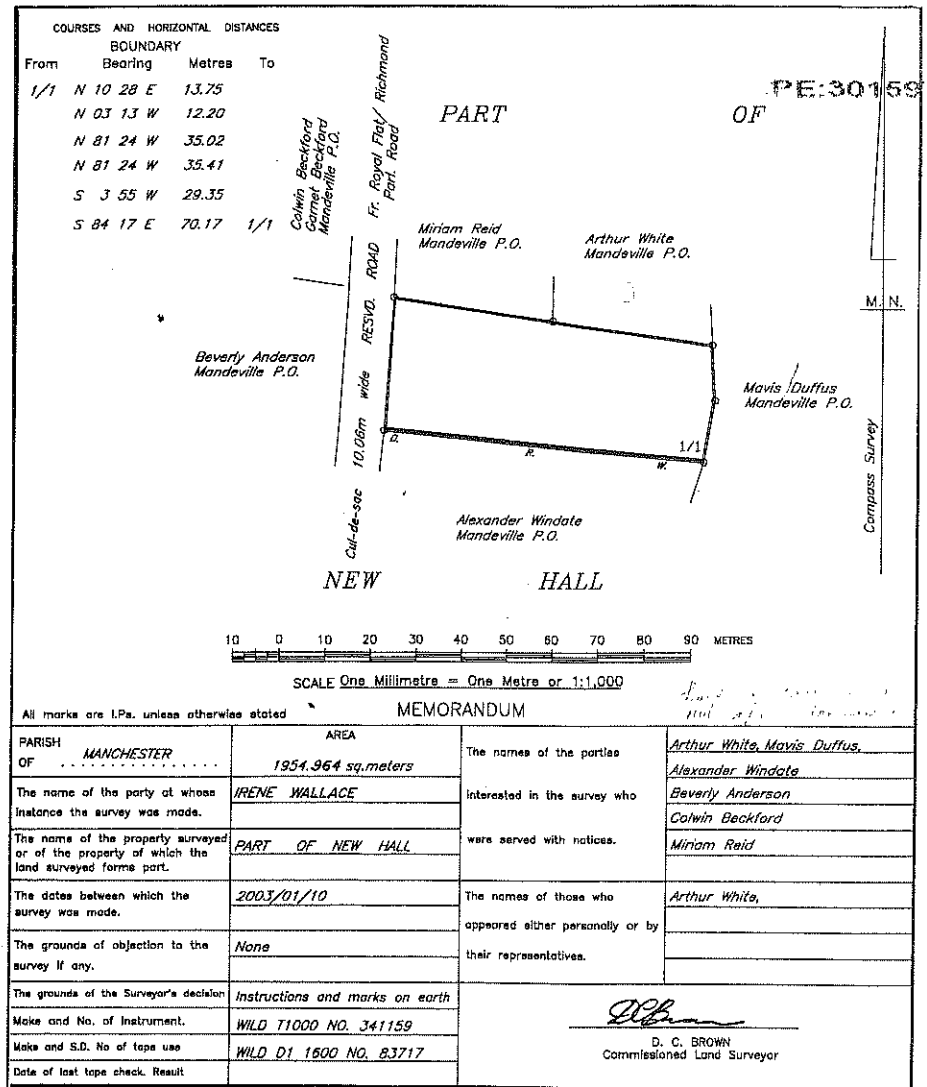 COURSES AND HORIZONTAL DISTANCES
BOUNDARY
From Bearing Metres To
1/1 N 10 28 E 13.75
N 03 13 W 12.20
N 81 24 W 35.02
N 81 24 W 35.41
S 3 55 W 29.35
S 84 17 E 70.17 1/1
PE:30159
PART OF
Colwin Beckford
Garnet Beckford
Mandeville P.O.
Fr. Royal Flat/ Richmond
Parl. Road
Cul-de-sac 10.06m wide RESVD. ROAD
Miriam Reid
Mandeville P.O.
Arthur White
Mandeville P.O.
M. N.
Beverly Anderson
Mandeville P.O.
Mavis Duffus
Mandeville P.O.
1/1
D. R. W.
Compass Survey
Alexander Windate
Mandeville P.O.
NEW HALL
10 0 10 20 30 40 50 60 70 80 90 METRES
SCALE One Millimetre = One Metre or 1:1,000
All marks are I.Ps. unless otherwise stated
MEMORANDUM
PARISH
OF MANCHESTER
AREA
1954.964 sq.meters
The names of the parties
interested in the survey who
were served with notices.
Arthur White, Mavis Duffus,
Alexander Windate
Beverly Anderson
Colwin Beckford
Miriam Reid
The name of the party at whose
instance the survey was made.
IRENE WALLACE
The name of the property surveyed
or of the property of which the
land surveyed forms part.
PART OF NEW HALL
The dates between which the
survey was made.
2003/01/10
The names of those who
appeared either personally or by
their representatives.
Arthur White,
The grounds of objection to the
survey if any.
None
The grounds of the Surveyor's decision
Instructions and marks on earth
Make and No. of Instrument.
WILD T1000 NO. 341159
Make and S.D. No of tape use
WILD D1 1600 NO. 83717
Date of last tape check. Result
D. C. BROWN
Commissioned Land Surveyor